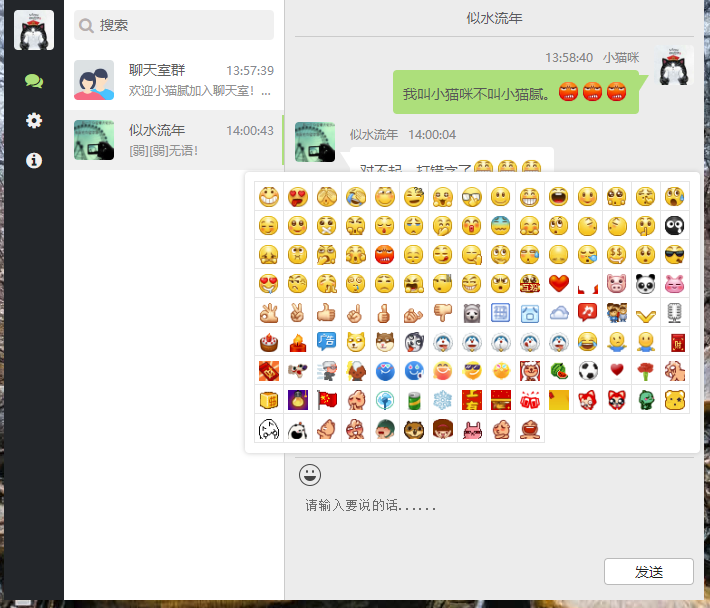 搜索
聊天室群 13:57:39
欢迎小猫腻加入聊天室! ...
似水流年 14:00:43
[弱][弱]无语!
似水流年
13:58:40 小猫咪
我叫小猫咪不叫小猫腻。
似水流年 14:00:04
对不起，打错字了
广告
请输入要说的话......
发送